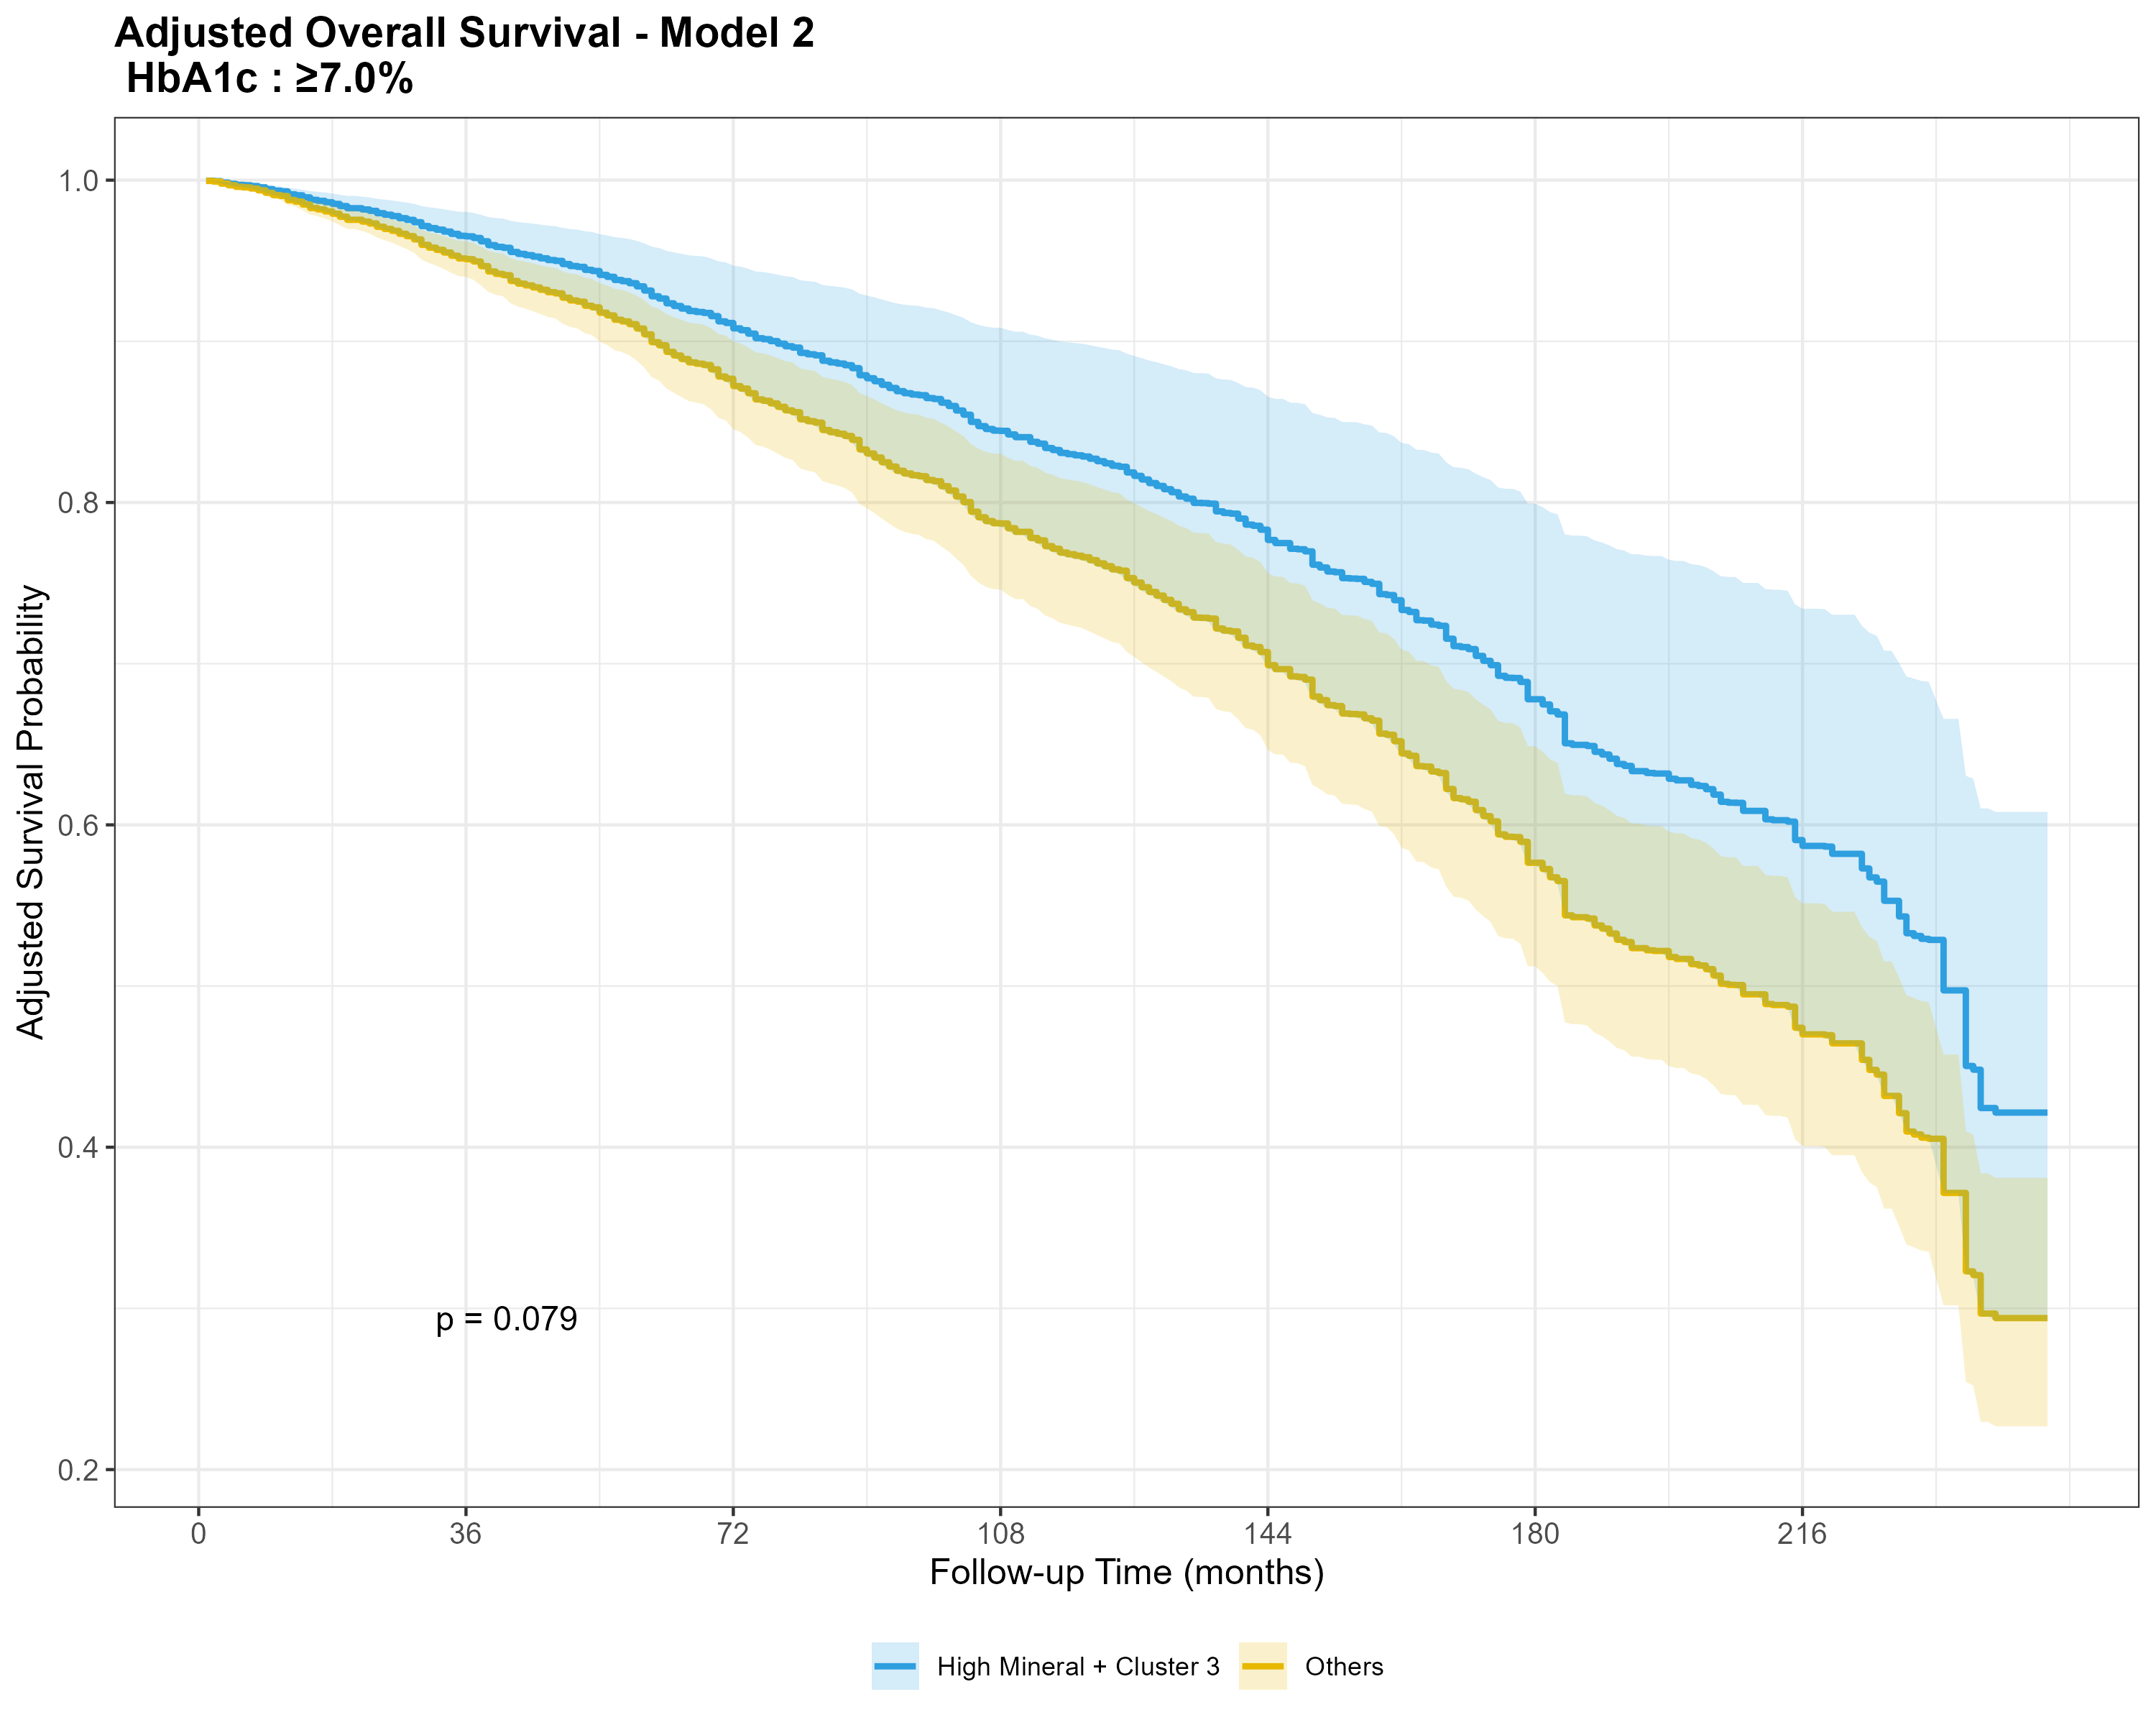 Adjusted Overall Survival - Model 2
HbA1c : ≥7.0%
Adjusted Survival Probability
1.0
0.8
0.6
0.4
0.2
p = 0.079
0 36 72 108 144 180 216
Follow-up Time (months)
High Mineral + Cluster 3 Others